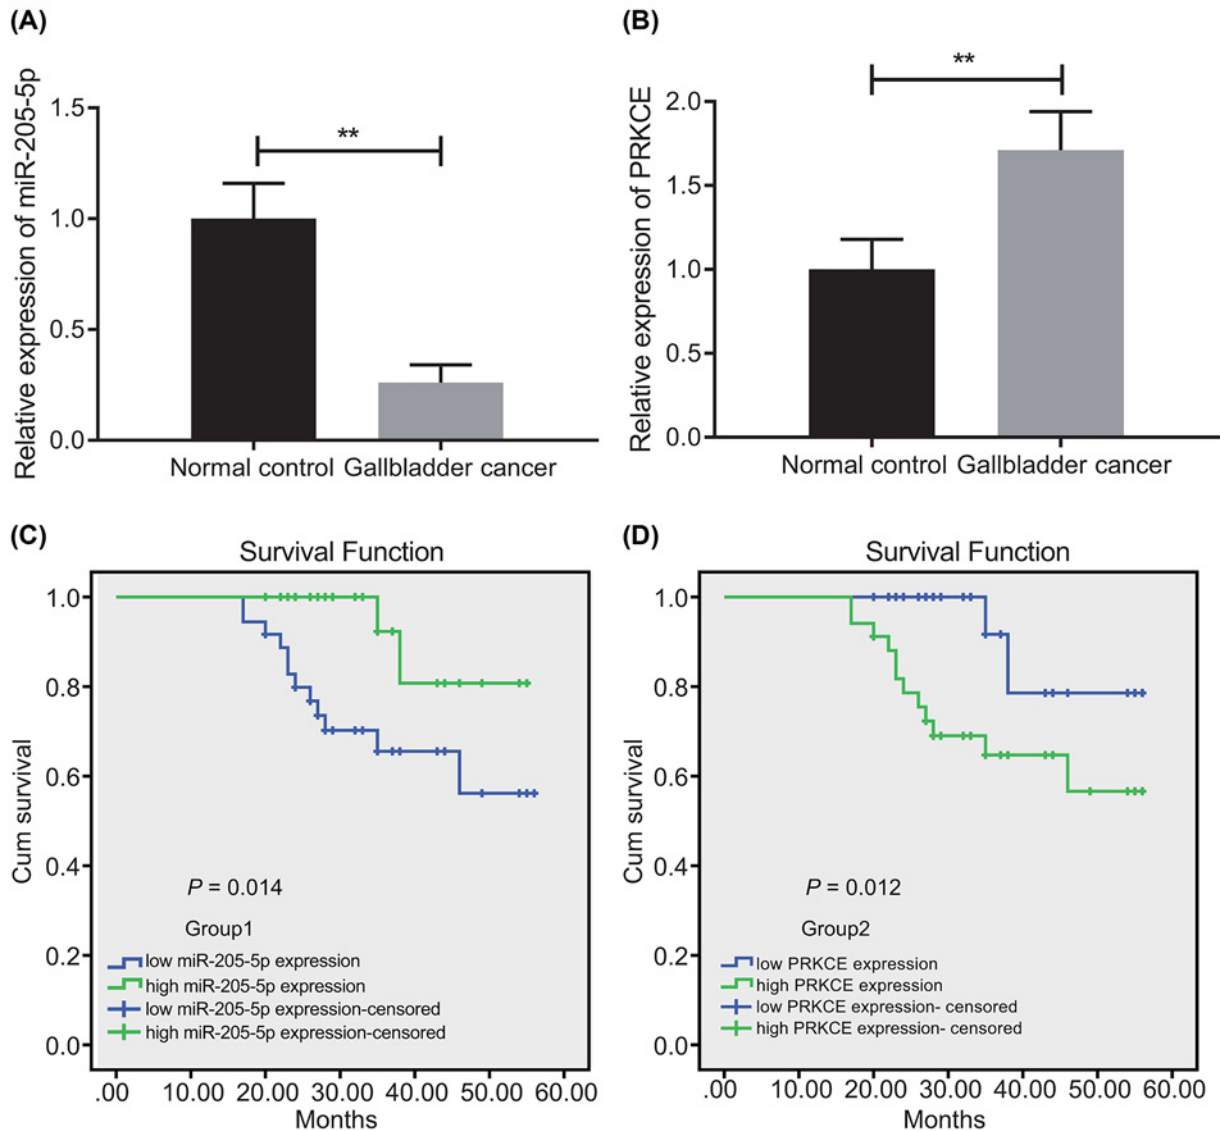 (A)
Relative expression of miR-205-5p
1.5
1.0
0.5
0.0
**
Normal control Gallbladder cancer
(B)
Relative expression of PRKCE
2.0
1.5
1.0
0.5
0.0
**
Normal control Gallbladder cancer
(C)
Survival Function
Cum survival
1.0
0.8
0.6
0.4
0.2
0.0
P = 0.014
Group1
low miR-205-5p expression
high miR-205-5p expression
low miR-205-5p expression-censored
high miR-205-5p expression-censored
.00 10.00 20.00 30.00 40.00 50.00 60.00
Months
(D)
Survival Function
Cum survival
1.0
0.8
0.6
0.4
0.2
0.0
P = 0.012
Group2
low PRKCE expression
high PRKCE expression
low PRKCE expression- censored
high PRKCE expression- censored
.00 10.00 20.00 30.00 40.00 50.00 60.00
Months